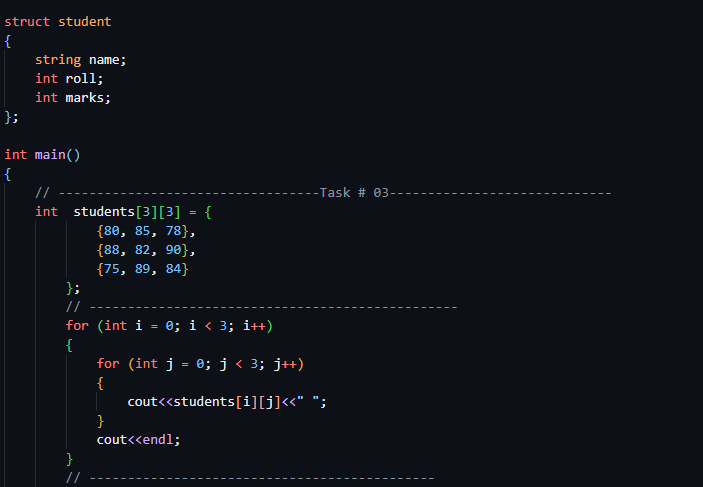 struct student
{
    string name;
    int roll;
    int marks;
};
int main()
{
    // ----------------------------------Task # 03-----------------------------
    int  students[3][3] = {
            {80, 85, 78},
            {88, 82, 90},
            {75, 89, 84}
        };
        // ------------------------------------------------
        for (int i = 0; i < 3; i++)
        {
            for (int j = 0; j < 3; j++)
            {
                cout<<students[i][j]<<" ";
            }
            cout<<endl;
        }
        // ---------------------------------------------